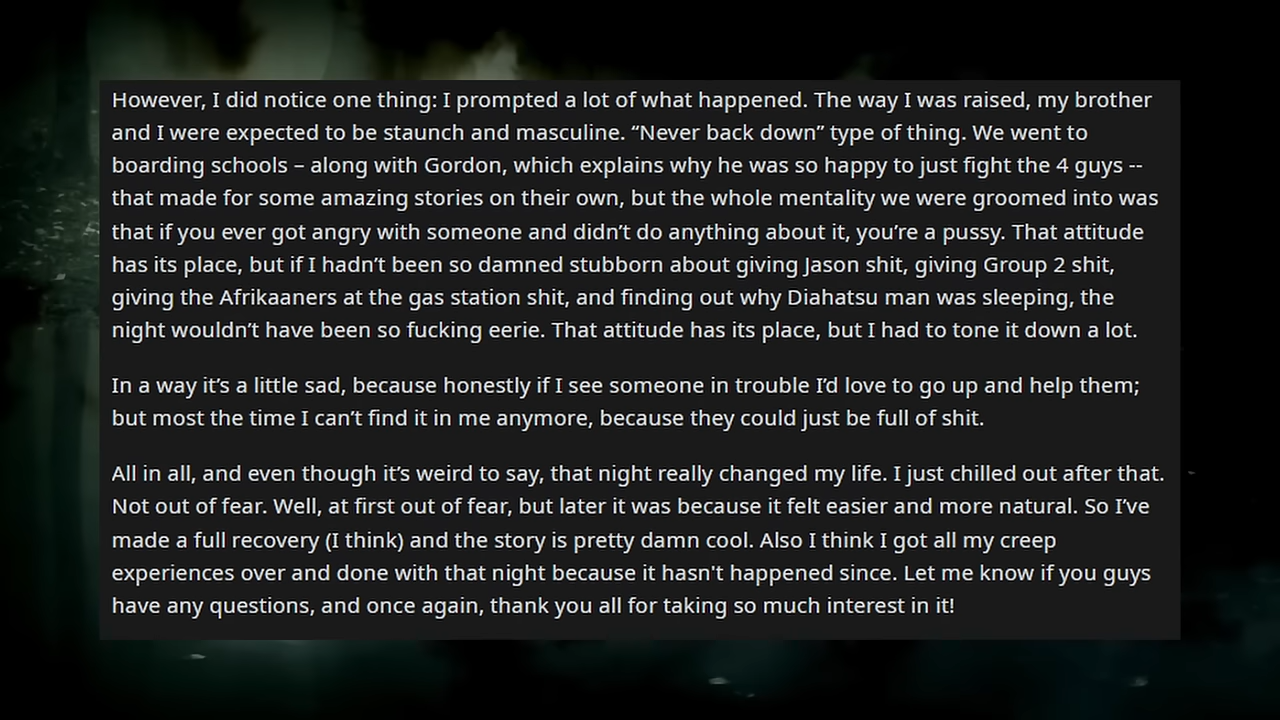 However, I did notice one thing: I prompted a lot of what happened. The way I was raised, my brother
and I were expected to be staunch and masculine. “Never back down” type of thing. We went to
boarding schools – along with Gordon, which explains why he was so happy to just fight the 4 guys --
that made for some amazing stories on their own, but the whole mentality we were groomed into was
that if you ever got angry with someone and didn’t do anything about it, you’re a pussy. That attitude
has its place, but if I hadn’t been so damned stubborn about giving Jason shit, giving Group 2 shit,
giving the Afrikaaners at the gas station shit, and finding out why Diahatsu man was sleeping, the
night wouldn’t have been so fucking eerie. That attitude has its place, but I had to tone it down a lot.
In a way it’s a little sad, because honestly if I see someone in trouble I’d love to go up and help them;
but most the time I can’t find it in me anymore, because they could just be full of shit.
All in all, and even though it’s weird to say, that night really changed my life. I just chilled out after that.
Not out of fear. Well, at first out of fear, but later it was because it felt easier and more natural. So I’ve
made a full recovery (I think) and the story is pretty damn cool. Also I think I got all my creep
experiences over and done with that night because it hasn't happened since. Let me know if you guys
have any questions, and once again, thank you all for taking so much interest in it!